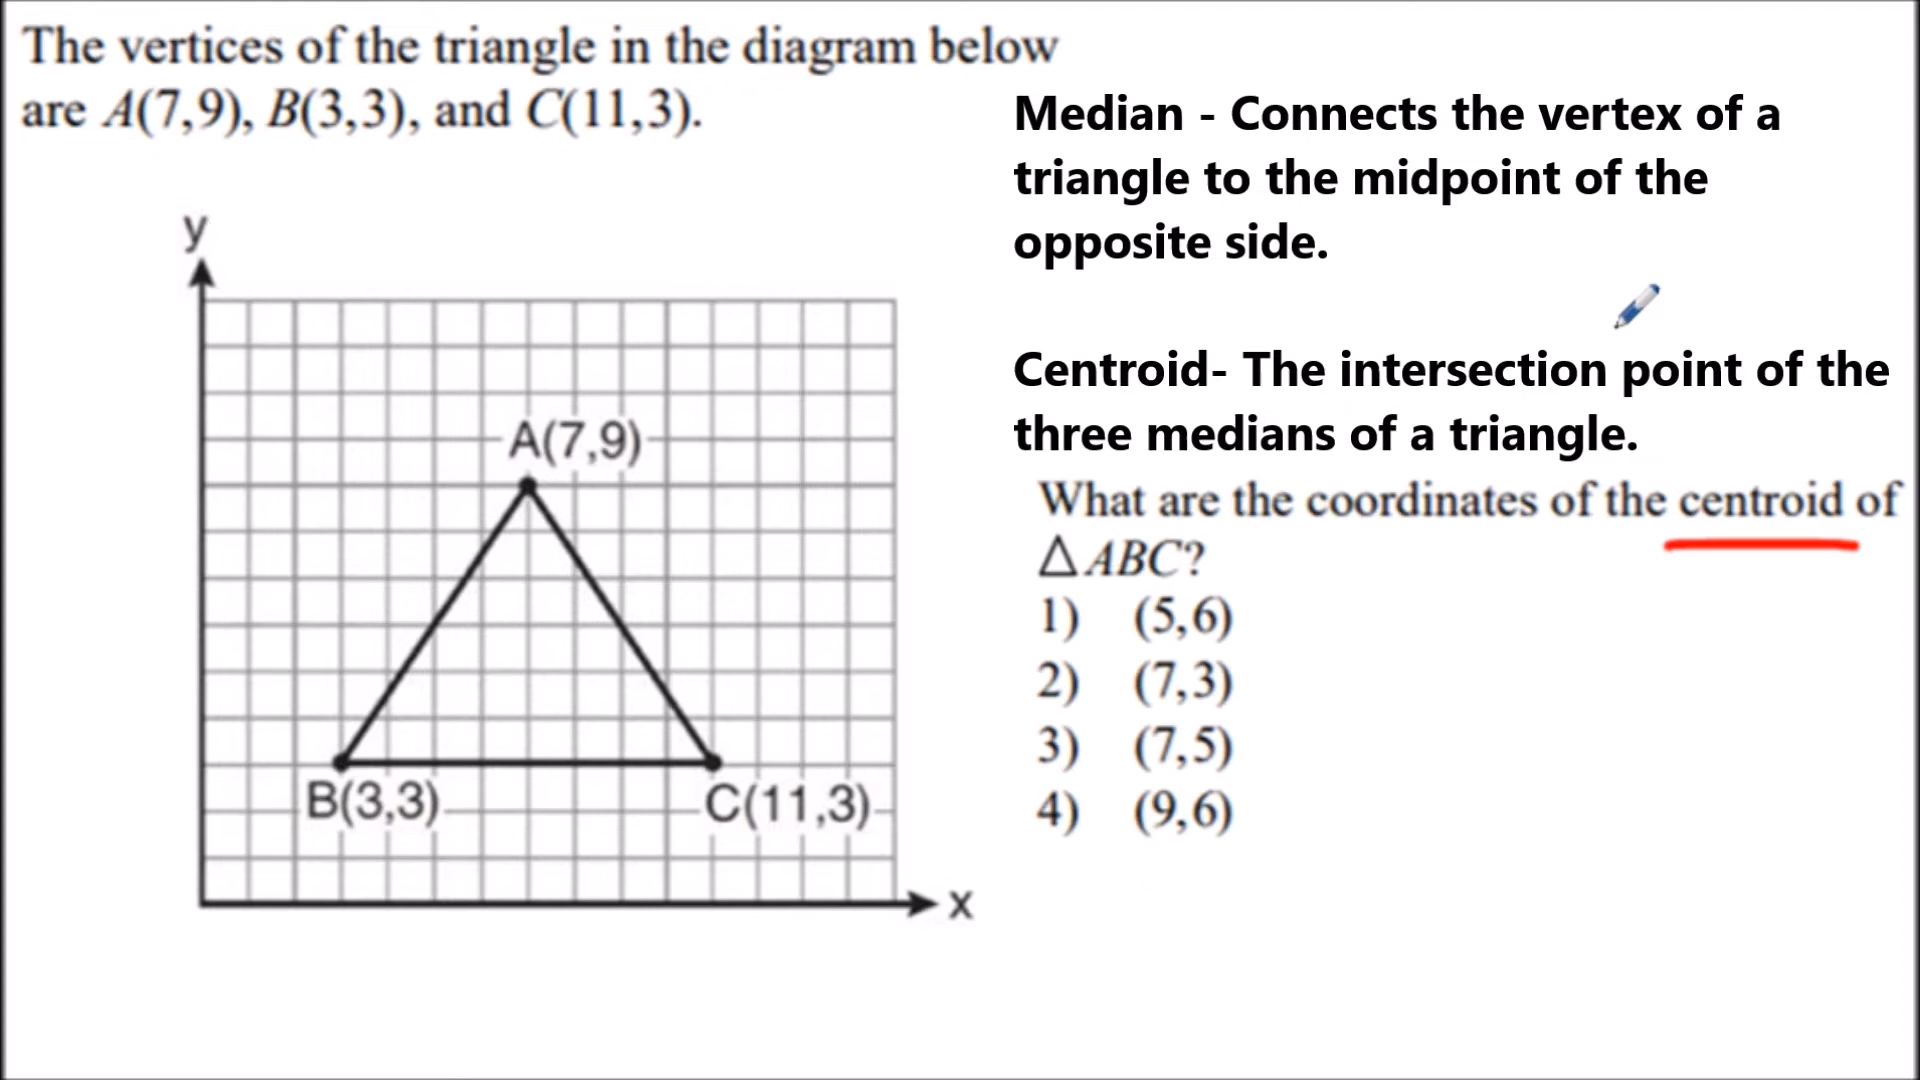 The vertices of the triangle in the diagram below
are A(7,9), B(3,3), and C(11,3).
Median - Connects the vertex of a
triangle to the midpoint of the
opposite side.
Centroid- The intersection point of the
three medians of a triangle.
What are the coordinates of the centroid of
△ABC?
1) (5,6)
2) (7,3)
3) (7,5)
4) (9,6)
y
A(7,9)
B(3,3)
C(11,3)
x